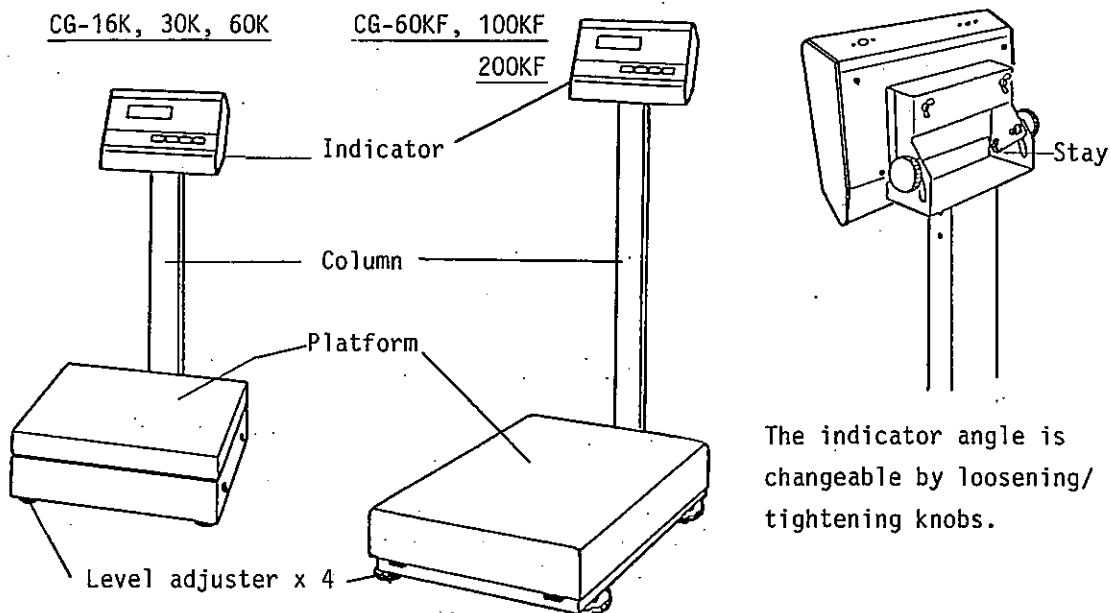 CG-16K, 30K, 60K
CG-60KF, 100KF
200KF
Indicator
Stay
Column
Platform
The indicator angle is
changeable by loosening/
tightening knobs.
Level adjuster x 4